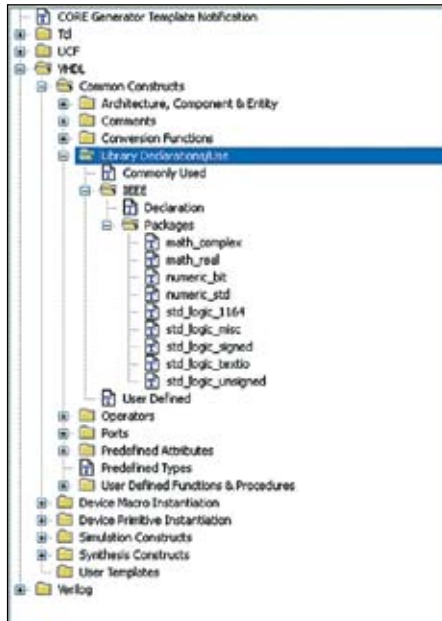 CORE Generator Template Notification
Tcl
UCF
VHDL
Common Constructs
Architecture, Component & Entity
Comments
Conversion Functions
Library Declarations/Use
Commonly Used
IEEE
Declaration
Packages
math_complex
math_real
numeric_bit
numeric_std
std_logic_1164
std_logic_misc
std_logic_signed
std_logic_textio
std_logic_unsigned
User Defined
Operators
Ports
Predefined Attributes
Predefined Types
User Defined Functions & Procedures
Device Macro Instantiation
Device Primitive Instantiation
Simulation Constructs
Synthesis Constructs
User Templates
Verilog